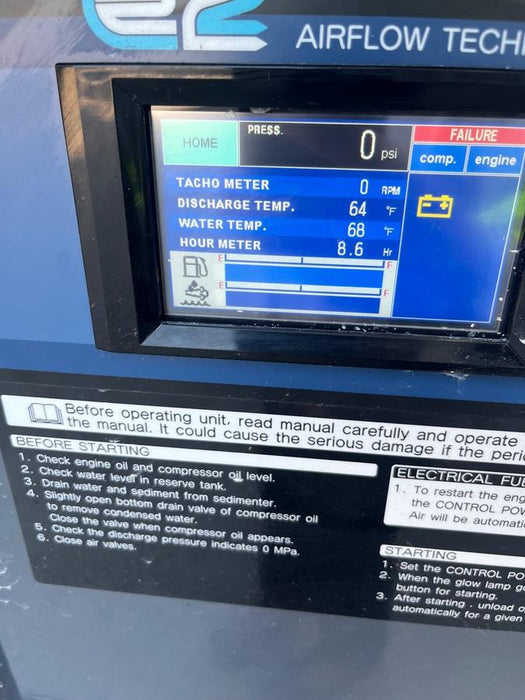 AIRFLOW TECH
HOME
PRESS.
0 psi
FAILURE
comp. engine
TACHO METER 0 RPM
DISCHARGE TEMP. 64 °F
WATER TEMP. 68 °F
HOUR METER 8.6 Hr
E F
E F
Before operating unit, read manual carefully and operate
the manual. It could cause the serious damage if the
BEFORE STARTING
1. Check engine oil and compressor oil level.
2. Check water level in reserve tank.
3. Drain water and sediment from sedimenter.
4. Slightly open bottom drain valve of compressor oil
to remove condensed water.
Close the valve when compressor oil appears.
5. Check the discharge pressure indicates 0 MPa.
6. Close air valves.
ELECTRICAL
1. To restart the
the CONTROL
Air will be
STARTING
1. Set the CONTROL
2. When the glow lamp
button for starting.
3. After starting, unload
automatically for a given